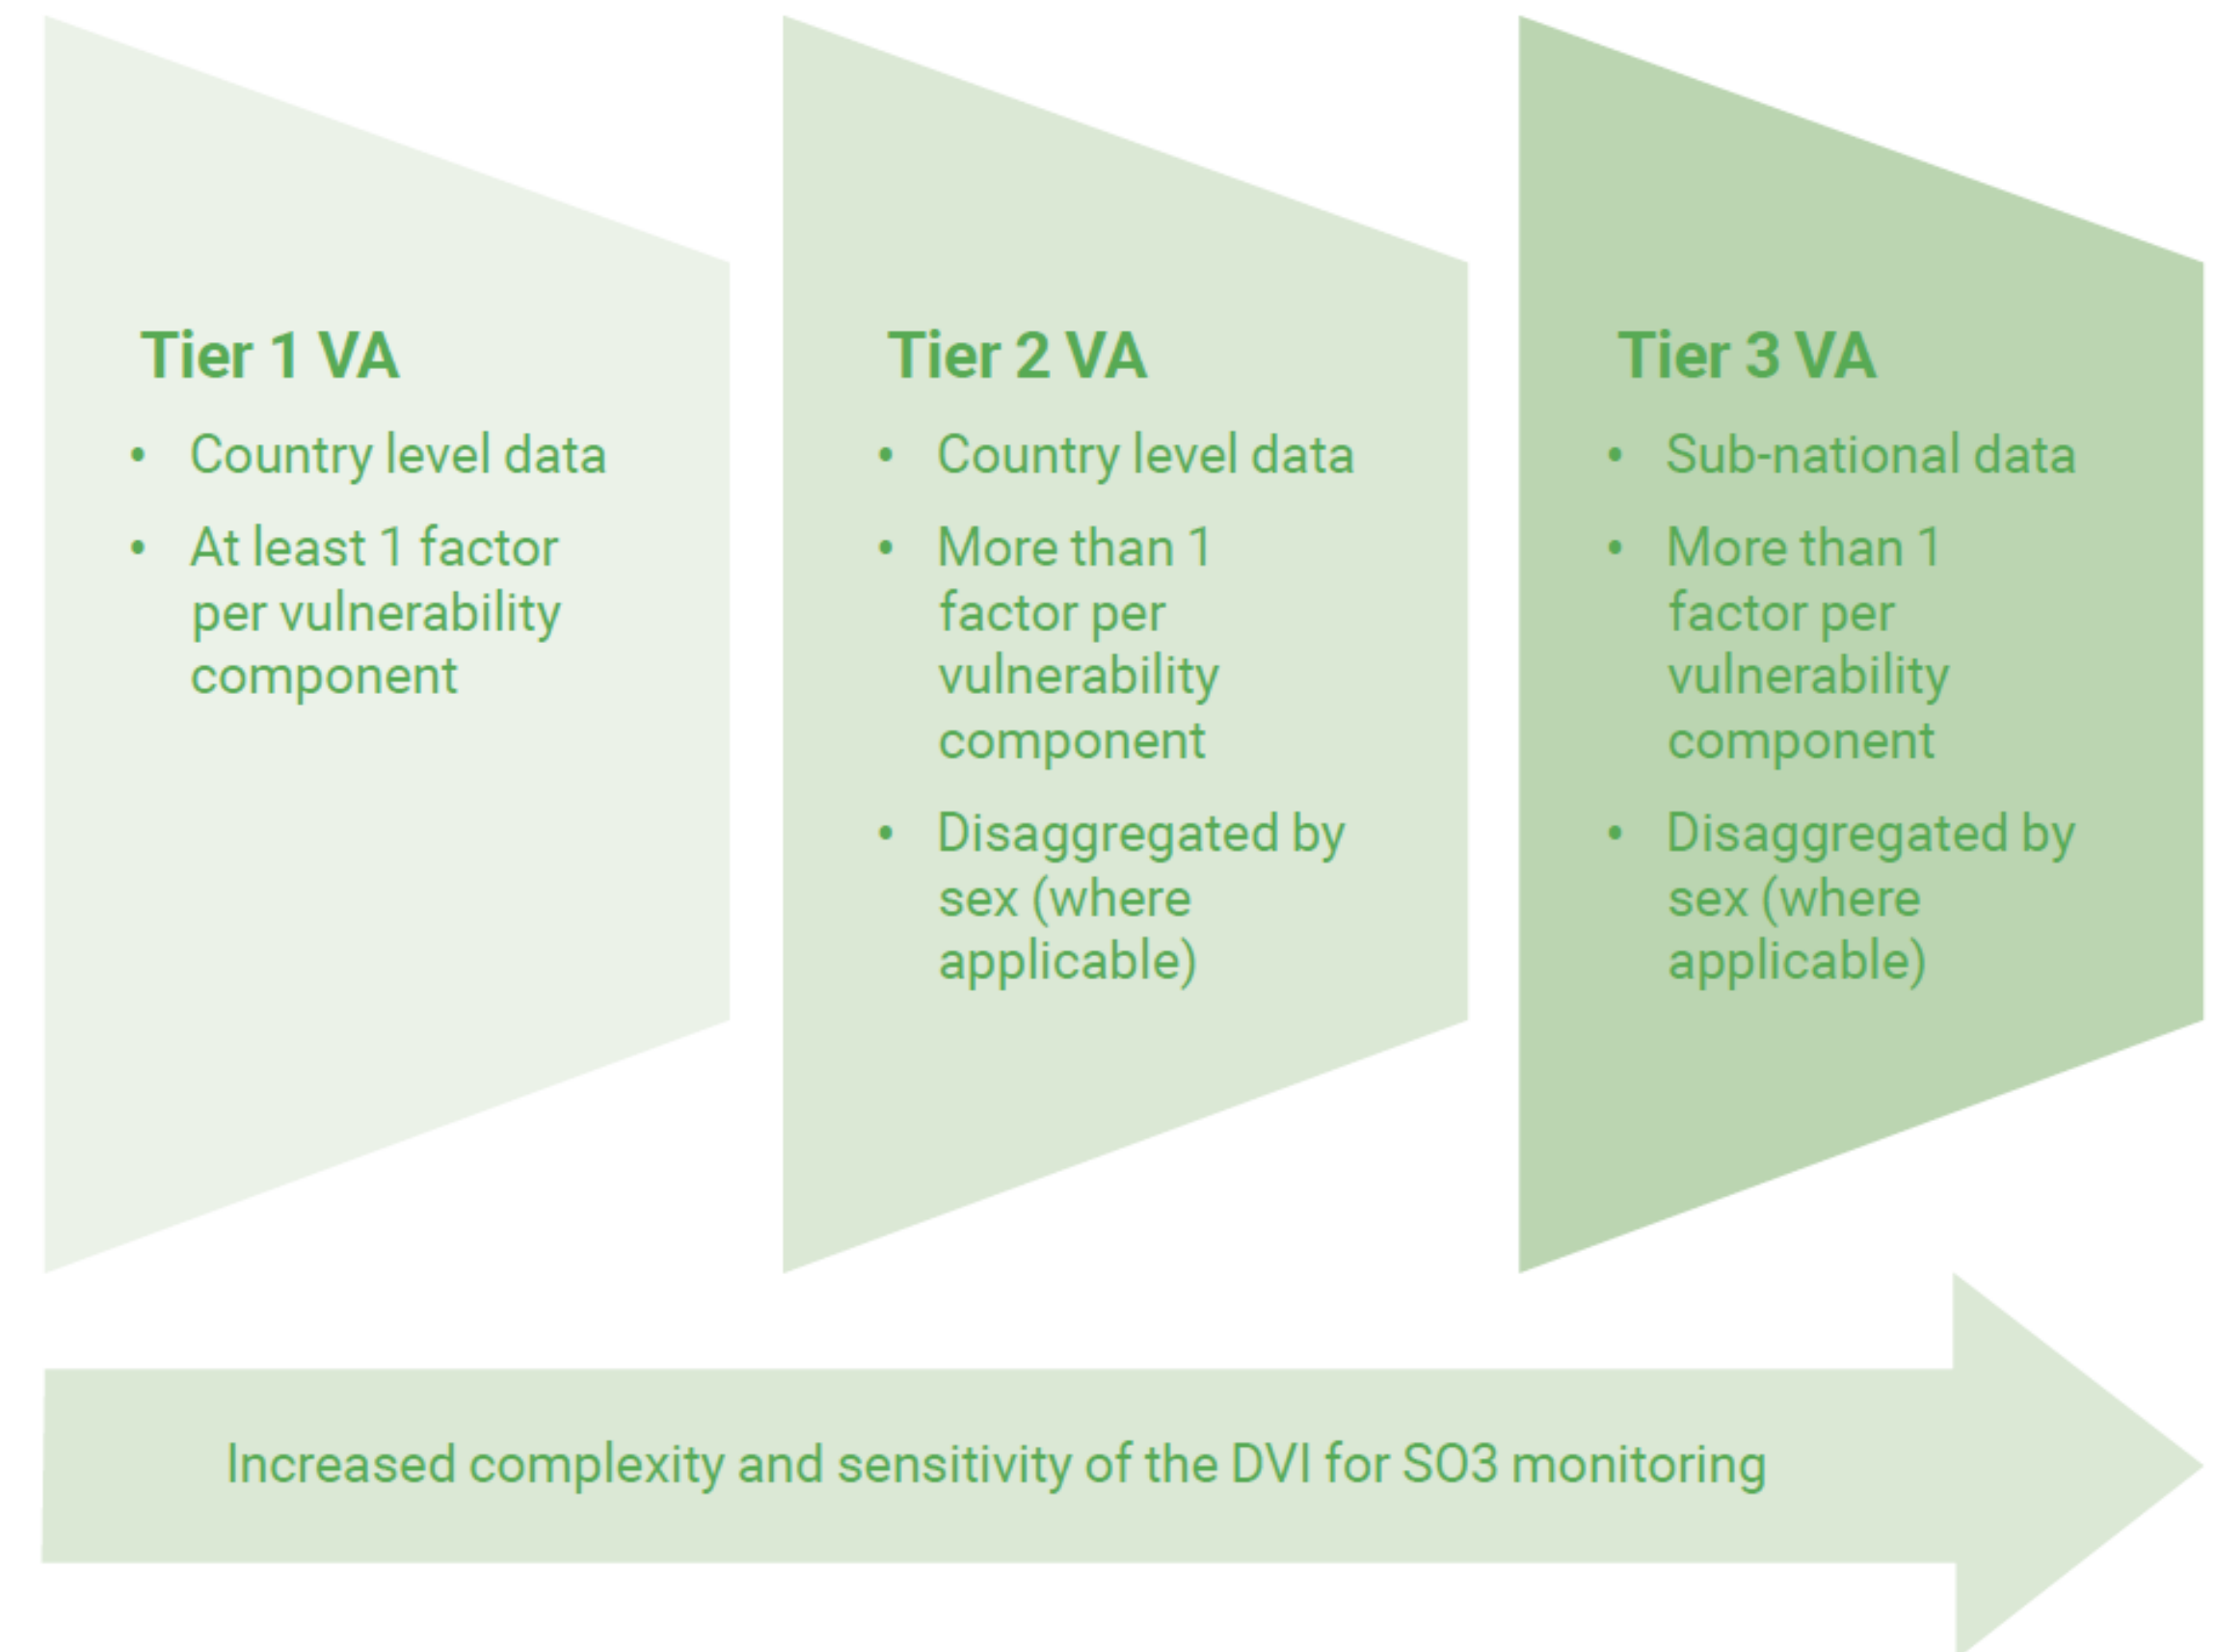 Tier 1 VA
• Country level data
• At least 1 factor
per vulnerability
component
Tier 2 VA
• Country level data
• More than 1
factor per
vulnerability
component
• Disaggregated by
sex (where
applicable)
Tier 3 VA
• Sub-national data
• More than 1
factor per
vulnerability
component
• Disaggregated by
sex (where
applicable)
Increased complexity and sensitivity of the DVI for SO3 monitoring